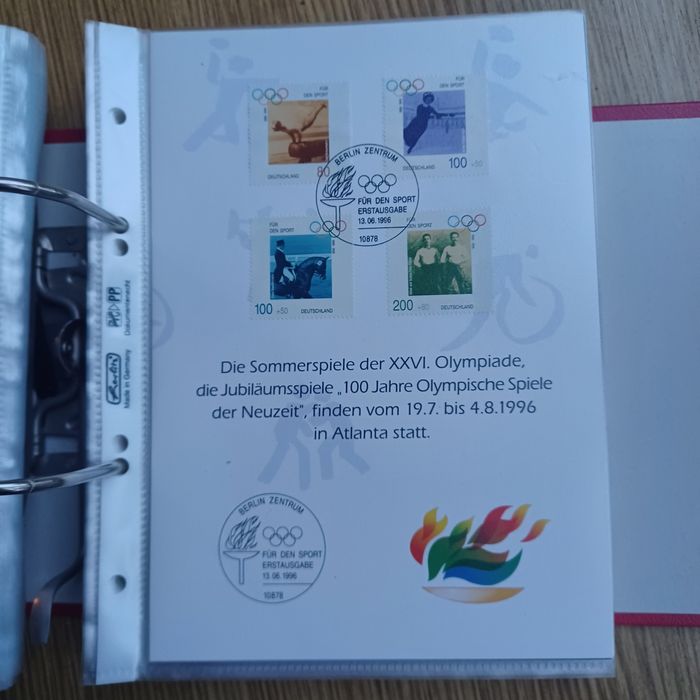 FÜR
DEN SPORT
80
DEUTSCHLAND
FÜR
DEN SPORT
100 +50
DEUTSCHLAND
BERLIN ZENTRUM
FÜR DEN SPORT
ERSTAUSGABE
13.06.1996
10878
FÜR
DEN SPORT
100 +50
DEUTSCHLAND
FÜR
DEN SPORT
200 +80
DEUTSCHLAND
Die Sommerspiele der XXVI. Olympiade,
die Jubiläumsspiele „100 Jahre Olympische Spiele
der Neuzeit", finden vom 19.7. bis 4.8.1996
in Atlanta statt.
BERLIN ZENTRUM
FÜR DEN SPORT
ERSTAUSGABE
13.06.1996
10878
Herlitz
Made in Germany
PP
Dokumentenecht